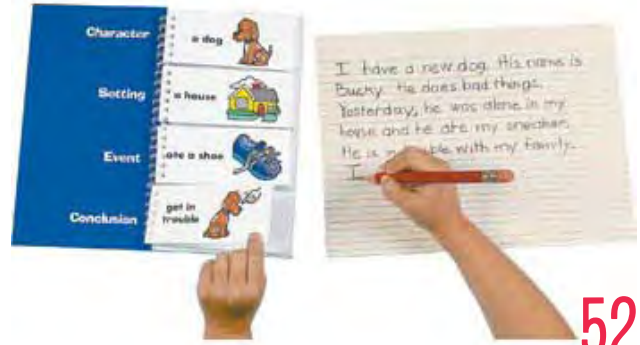 Character
a dog
Setting
a house
Event
ate a shoe
Conclusion
get in
trouble
I have a new dog. His name is
Bucky. He does bad things.
Yesterday, he was alone in my
house and he ate my sneaker.
He is in with my family.
I
52